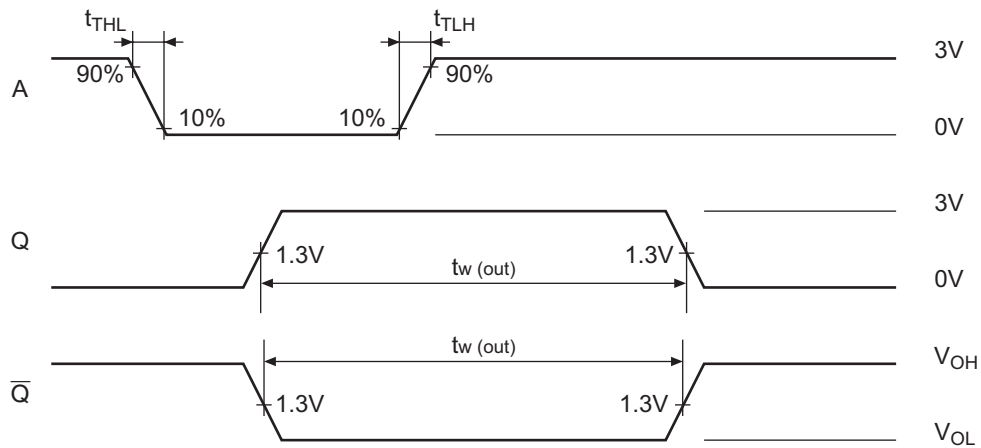 tTHL tTLH
3V
90% 90%
A
10% 10%
0V
3V
Q
1.3V 1.3V
tw (out)
0V
tw (out)
VOH
Q̅
1.3V 1.3V
VOL